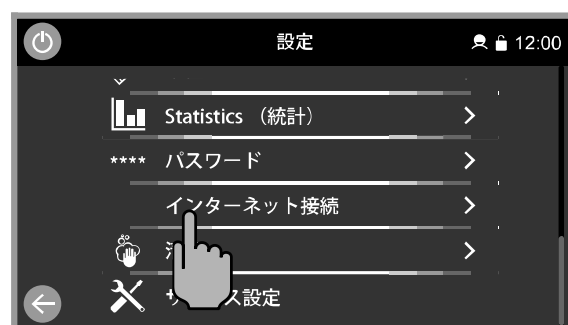 設定 12:00
Statistics （統計）
**** パスワード
インターネット接続
ス設定